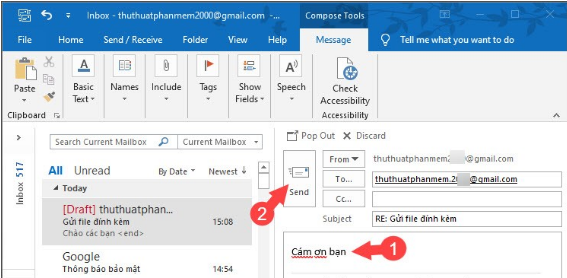 Inbox - thuthuatphanmem2000@gmail.com -...
Compose Tools
File Home Send / Receive Folder View Help Message Tell me what you want to do
Paste
Clipboard
Basic Text
Names
Include
Tags
Show Fields
Speech
Check Accessibility
Accessibility
Inbox 517
Search Current Mailbox Current Mailbox
All Unread By Date Newest ↓
Today
[Draft] thuthuatphan...
Gửi file đính kèm 15:08
Chào các bạn <end>
Google
Thông báo bảo mật 14:54
Pop Out Discard
Send
From thuthuatphanmem.2 @gmail.com
To... thuthuatphanmem.2 @gmail.com
Cc...
Subject RE: Gửi file đính kèm
Cám ơn bạn
1
2